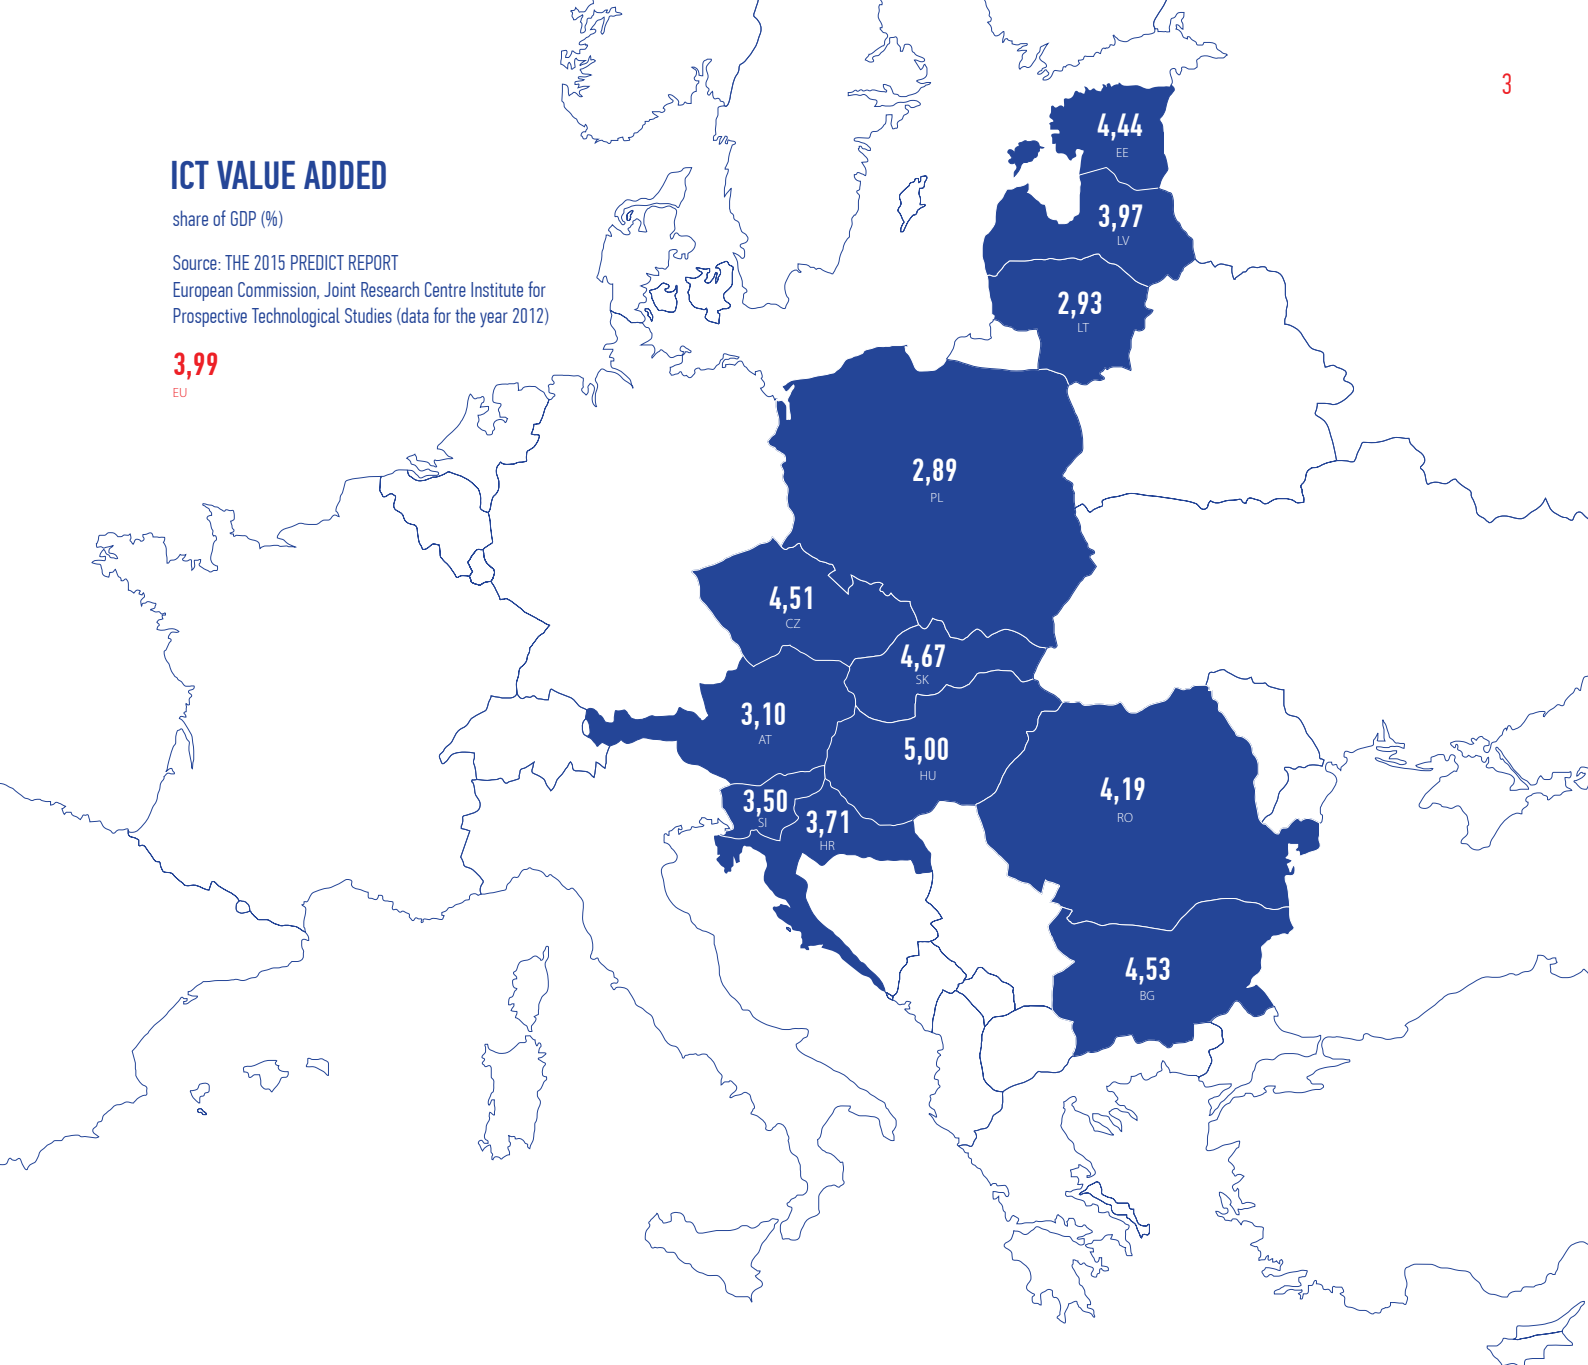 3
ICT VALUE ADDED
share of GDP (%)
Source: THE 2015 PREDICT REPORT
European Commission, Joint Research Centre Institute for
Prospective Technological Studies (data for the year 2012)
3,99
EU
4,44
EE
3,97
LV
2,93
LT
2,89
PL
4,51
CZ
4,67
SK
3,10
AT
5,00
HU
3,50
SI
3,71
HR
4,19
RO
4,53
BG